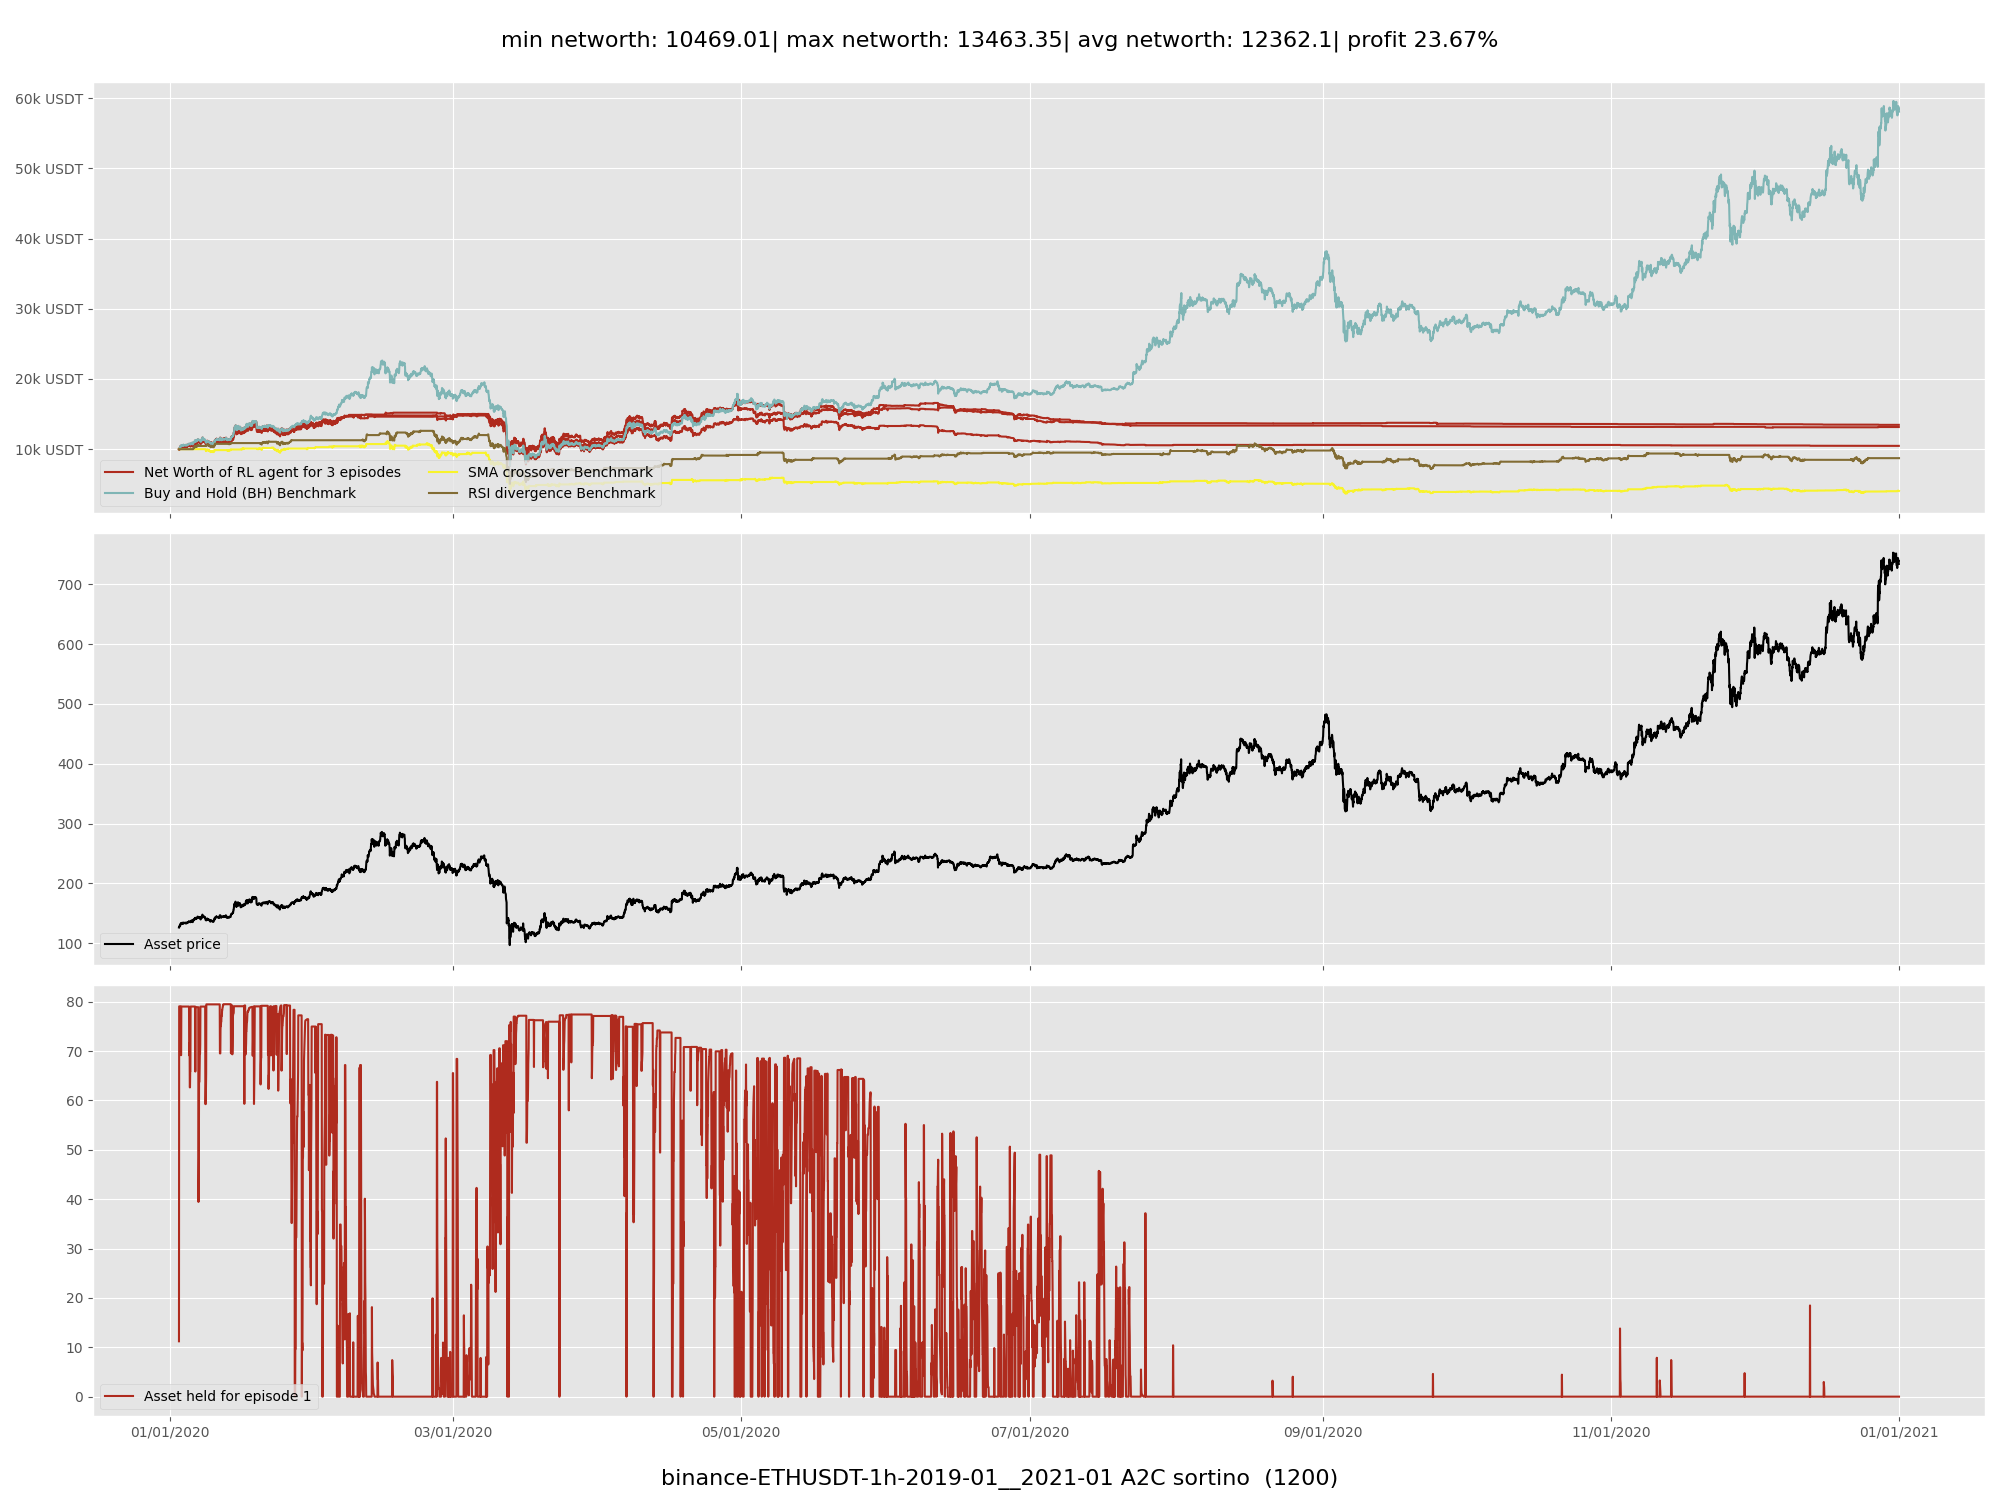 min networth: 10469.01| max networth: 13463.35| avg networth: 12362.1| profit 23.67%
60k USDT
50k USDT
40k USDT
30k USDT
20k USDT
10k USDT
Net Worth of RL agent for 3 episodes
Buy and Hold (BH) Benchmark
SMA crossover Benchmark
RSI divergence Benchmark
700
600
500
400
300
200
100
Asset price
80
70
60
50
40
30
20
10
0
Asset held for episode 1
01/01/2020
03/01/2020
05/01/2020
07/01/2020
09/01/2020
11/01/2020
01/01/2021
binance-ETHUSDT-1h-2019-01__2021-01 A2C sortino  (1200)